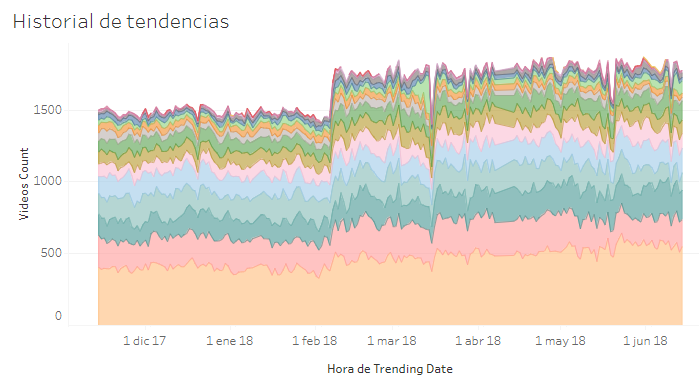 Historial de tendencias
Videos Count
1500
1000
500
0
1 dic 17
1 ene 18
1 feb 18
1 mar 18
1 abr 18
1 may 18
1 jun 18
Hora de Trending Date